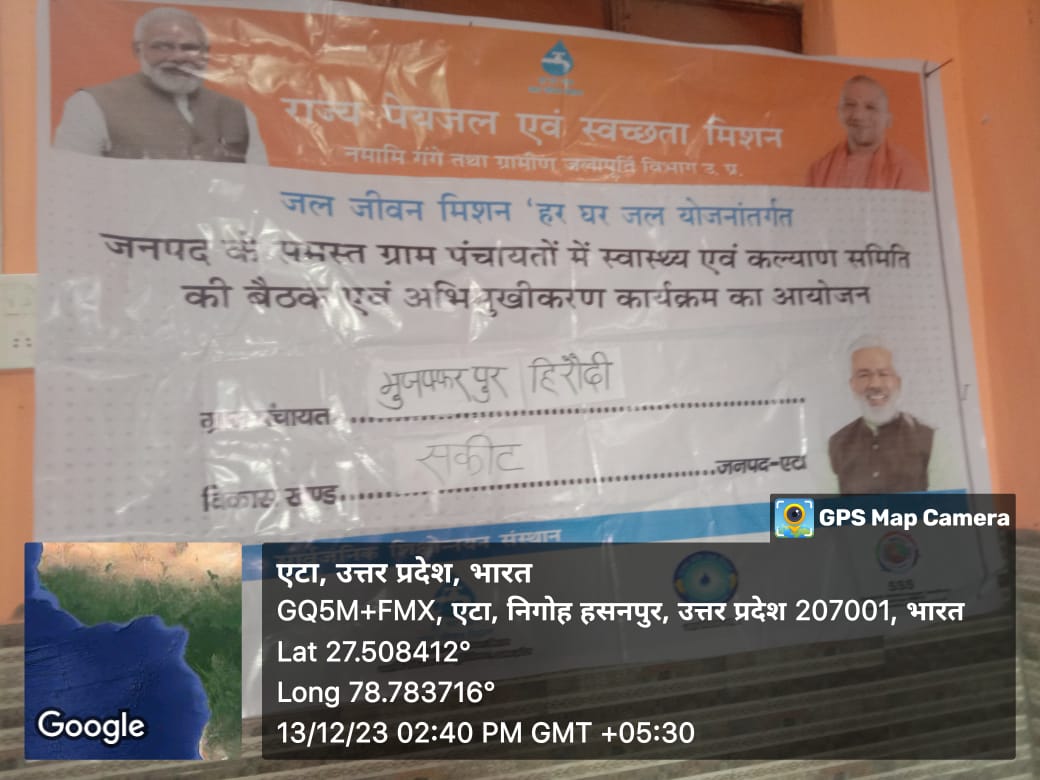 राज्य पेयजल एवं स्वच्छता मिशन
नमामि गंगे तथा ग्रामीण जलापूर्ति विभाग उ. प्र.
जल जीवन मिशन 'हर घर जल योजनांतर्गत
जनपद के समस्त ग्राम पंचायतों में स्वास्थ्य एवं कल्याण समिति
की बैठक एवं अभिमुखीकरण कार्यक्रम का आयोजन
मुजफ्फरपुर हिरौदी
ग्राम पंचायत
सकीट
विकास खण्ड जनपद-एटा
संस्थान
SSS
GPS Map Camera
एटा, उत्तर प्रदेश, भारत
GQ5M+FMX, एटा, निगोह हसनपुर, उत्तर प्रदेश 207001, भारत
Lat 27.508412°
Long 78.783716°
13/12/23 02:40 PM GMT +05:30
Google